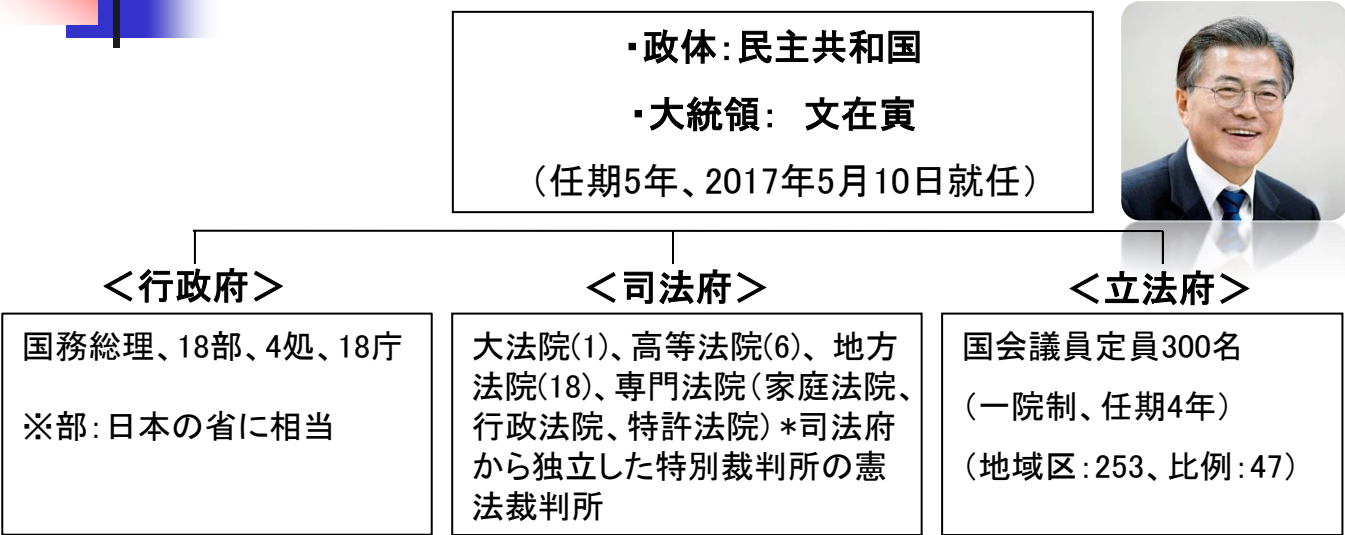 ・政体:民主共和国
・大統領: 文在寅
(任期5年、2017年5月10日就任)
<行政府>
国務総理、18部、4処、18庁
※部:日本の省に相当
<司法府>
大法院(1)、高等法院(6)、地方
法院(18)、専門法院(家庭法院、
行政法院、特許法院)*司法府
から独立した特別裁判所の憲
法裁判所
<立法府>
国会議員定員300名
(一院制、任期4年)
(地域区:253、比例:47)